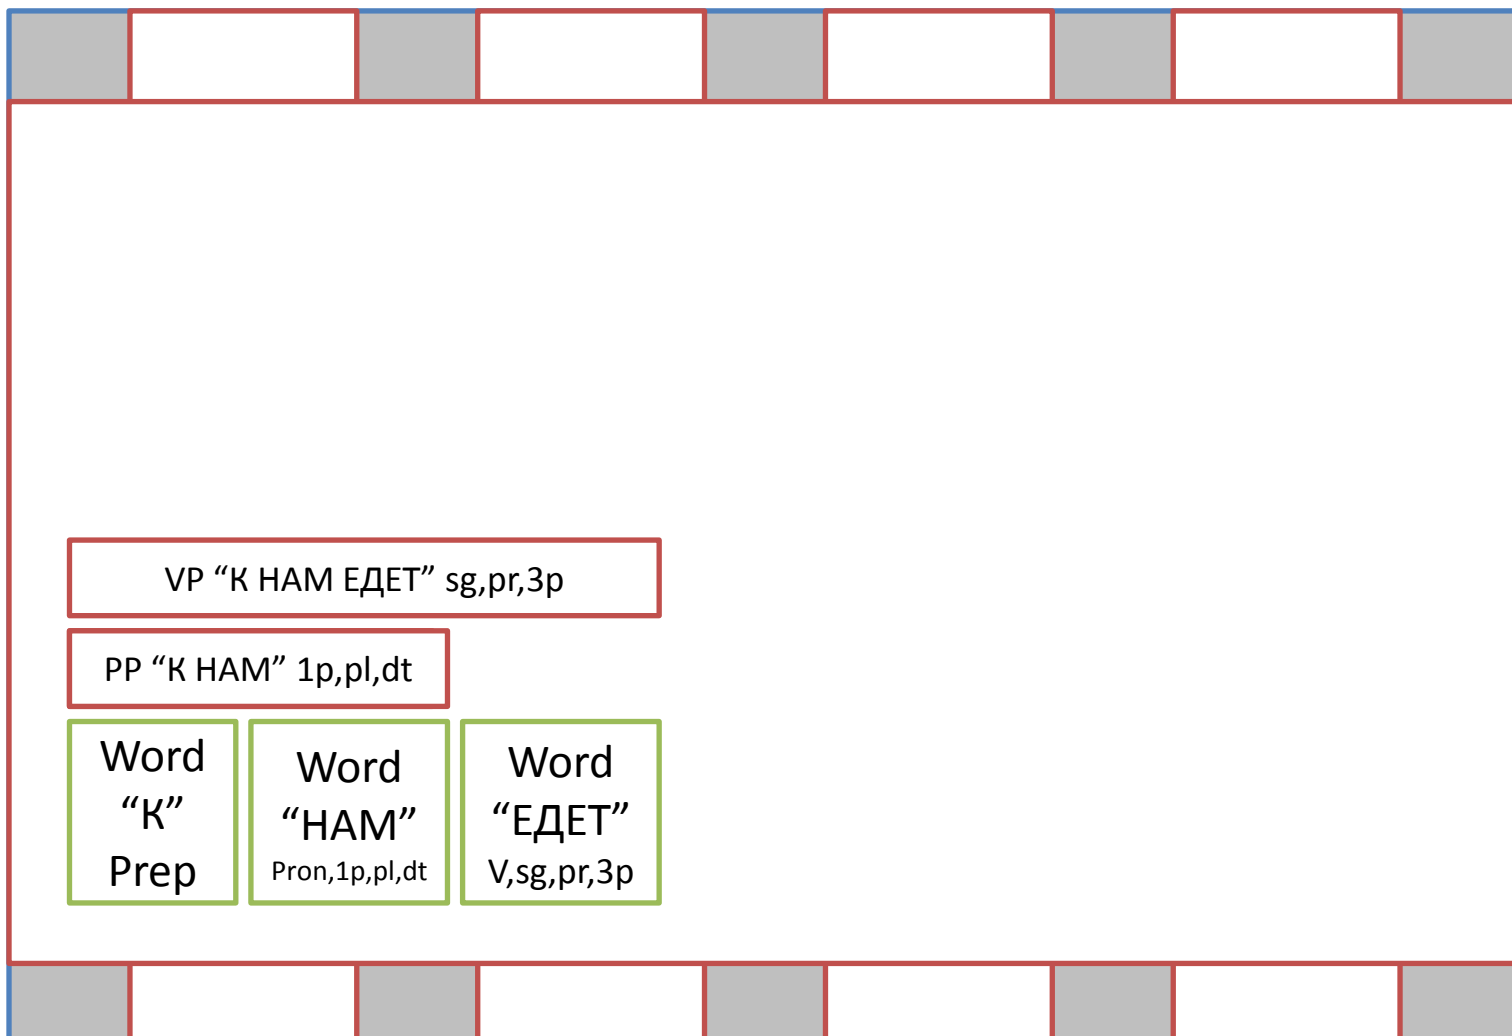 VP “К НАМ ЕДЕТ” sg,pr,3p
PP “К НАМ” 1p,pl,dt
Word
“К”
Prep
Word
“НАМ”
Pron,1p,pl,dt
Word
“ЕДЕТ”
V,sg,pr,3p